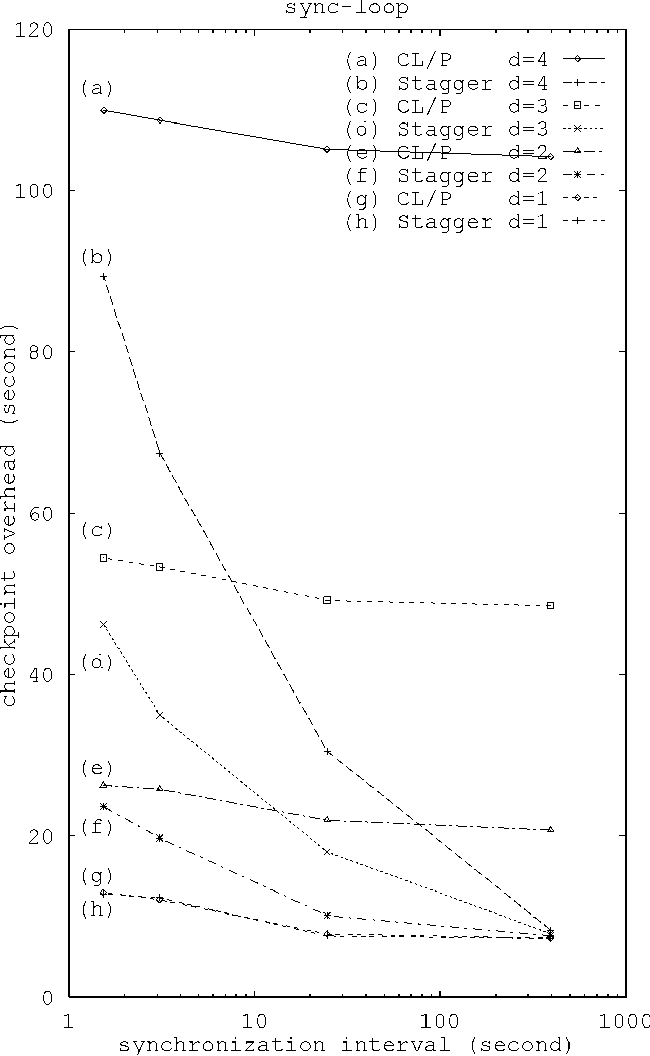 sync-loop
120
(a) CL/P d=4
(b) Stagger d=4
(c) CL/P d=3
(d) Stagger d=3
(e) CL/P d=2
(f) Stagger d=2
(g) CL/P d=1
(h) Stagger d=1
(a)
100
(b)
80
checkpoint overhead (second)
60
(c)
(d)
40
(e)
(f)
20
(g)
(h)
0
1 10 100 1000
synchronization interval (second)